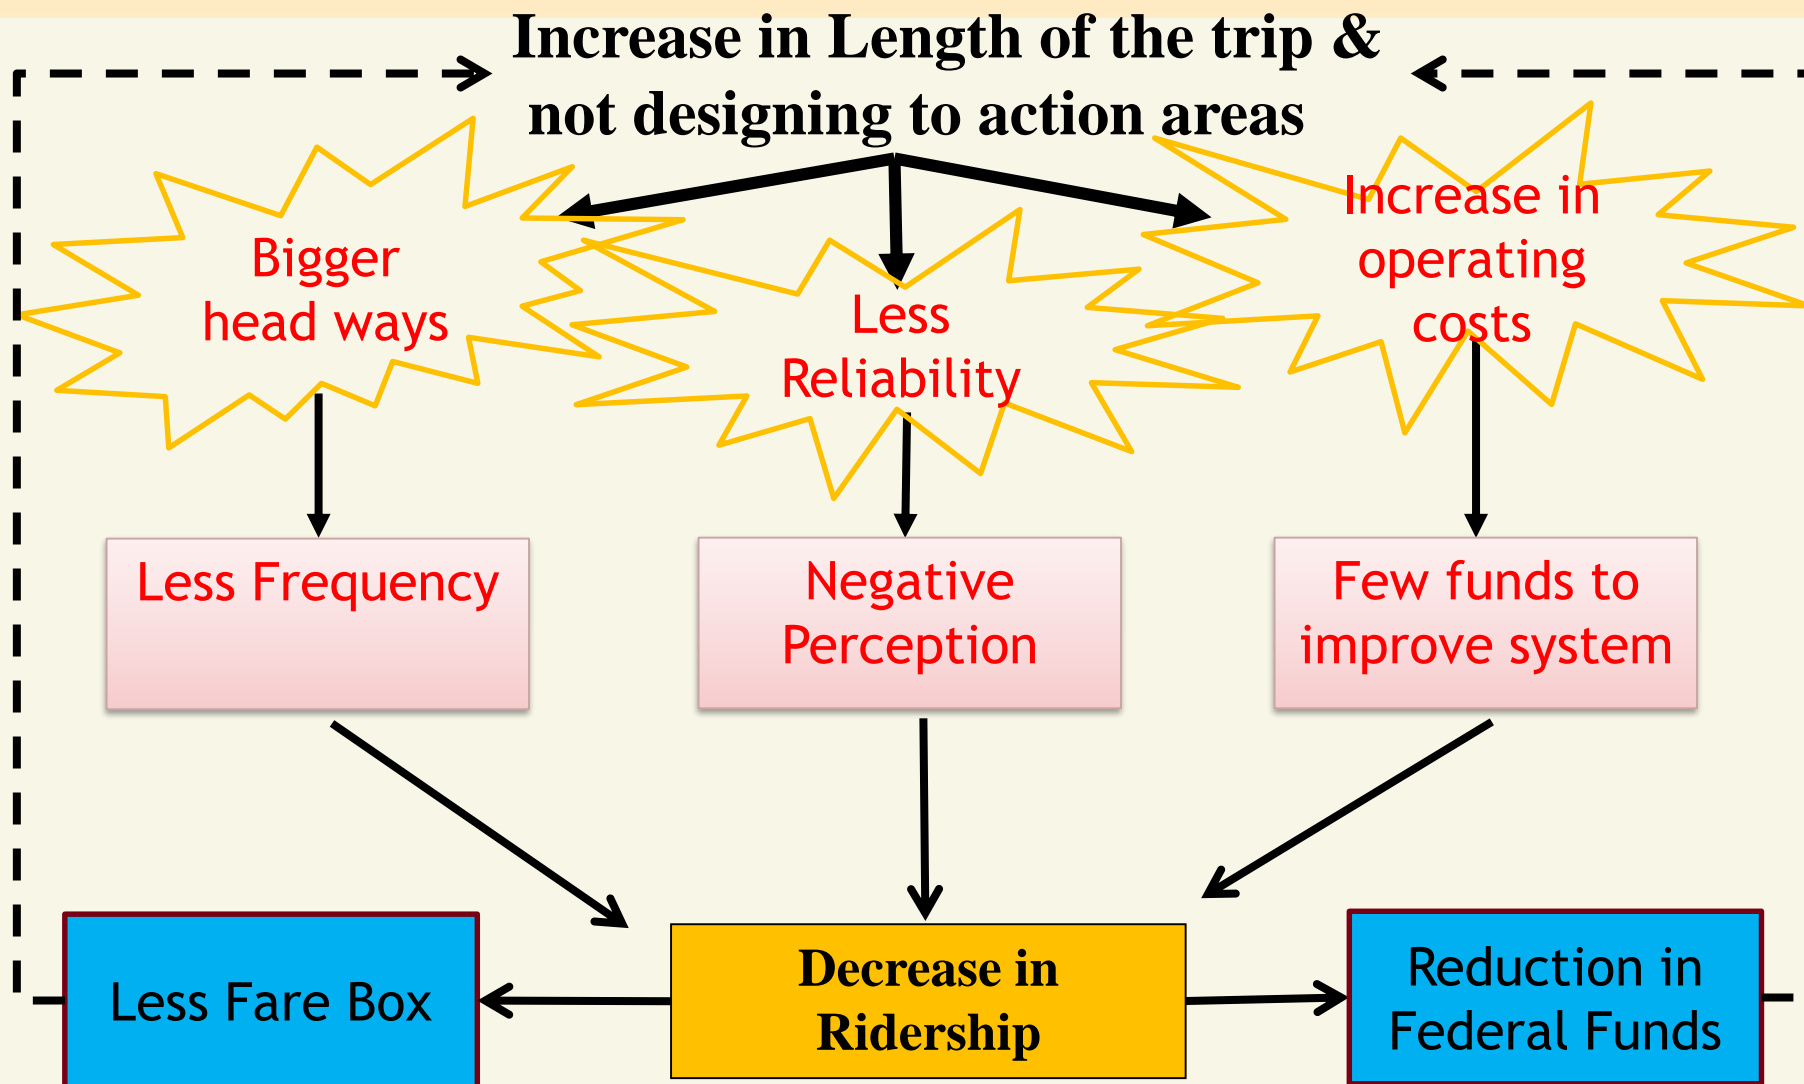 Increase in Length of the trip &
not designing to action areas
Bigger
head ways
Less
Reliability
Increase in
operating
costs
Less Frequency
Negative
Perception
Few funds to
improve system
Less Fare Box
Decrease in
Ridership
Reduction in
Federal Funds